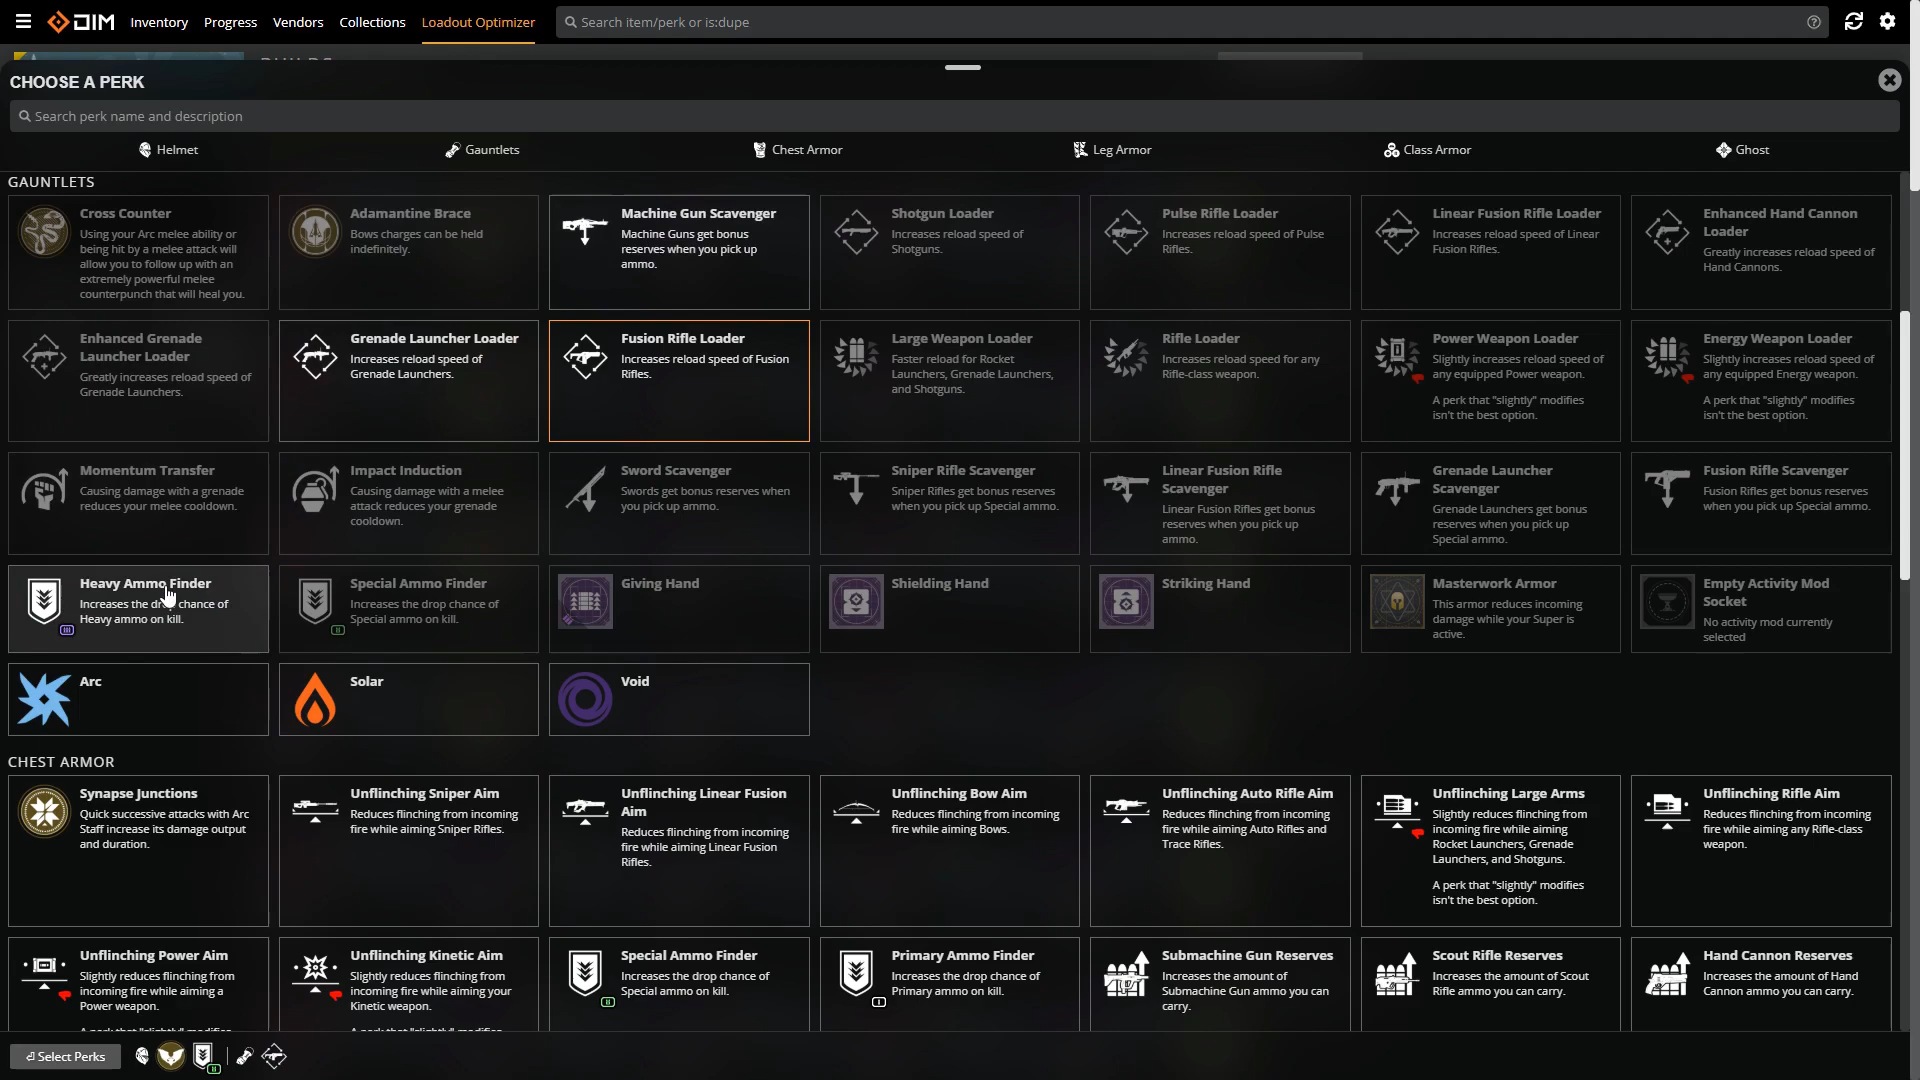 DIM Inventory Progress Vendors Collections Loadout Optimizer Search item/perk or is:dupe
CHOOSE A PERK
Search perk name and description
Helmet Gauntlets Chest Armor Leg Armor Class Armor Ghost
GAUNTLETS
Cross Counter
Using your Arc melee ability or
being hit by a melee attack will
allow you to follow up with an
extremely powerful melee
counterpunch that will heal you.
Adamantine Brace
Bows charges can be held
indefinitely.
Machine Gun Scavenger
Machine Guns get bonus
reserves when you pick up
ammo.
Shotgun Loader
Increases reload speed of
Shotguns.
Pulse Rifle Loader
Increases reload speed of Pulse
Rifles.
Linear Fusion Rifle Loader
Increases reload speed of Linear
Fusion Rifles.
Enhanced Hand Cannon
Loader
Greatly increases reload speed of
Hand Cannons.
Enhanced Grenade
Launcher Loader
Greatly increases reload speed of
Grenade Launchers.
Grenade Launcher Loader
Increases reload speed of
Grenade Launchers.
Fusion Rifle Loader
Increases reload speed of Fusion
Rifles.
Large Weapon Loader
Faster reload for Rocket
Launchers, Grenade Launchers,
and Shotguns.
Rifle Loader
Increases reload speed for any
Rifle-class weapon.
Power Weapon Loader
Slightly increases reload speed of
any equipped Power weapon.
A perk that "slightly" modifies
isn't the best option.
Energy Weapon Loader
Slightly increases reload speed of
any equipped Energy weapon.
A perk that "slightly" modifies
isn't the best option.
Momentum Transfer
Causing damage with a grenade
reduces your melee cooldown.
Impact Induction
Causing damage with a melee
attack reduces your grenade
cooldown.
Sword Scavenger
Swords get bonus reserves when
you pick up ammo.
Sniper Rifle Scavenger
Sniper Rifles get bonus reserves
when you pick up Special ammo.
Linear Fusion Rifle
Scavenger
Linear Fusion Rifles get bonus
reserves when you pick up
ammo.
Grenade Launcher
Scavenger
Grenade Launchers get bonus
reserves when you pick up
Special ammo.
Fusion Rifle Scavenger
Fusion Rifles get bonus reserves
when you pick up Special ammo.
Heavy Ammo Finder
Increases the drop chance of
Heavy ammo on kill.
Special Ammo Finder
Increases the drop chance of
Special ammo on kill.
Giving Hand
Shielding Hand
Striking Hand
Masterwork Armor
This armor reduces incoming
damage while your Super is
active.
Empty Activity Mod
Socket
No activity mod currently
selected
Arc
Solar
Void
CHEST ARMOR
Synapse Junctions
Quick successive attacks with Arc
Staff increase its damage output
and duration.
Unflinching Sniper Aim
Reduces flinching from incoming
fire while aiming Sniper Rifles.
Unflinching Linear Fusion
Aim
Reduces flinching from incoming
fire while aiming Linear Fusion
Rifles.
Unflinching Bow Aim
Reduces flinching from incoming
fire while aiming Bows.
Unflinching Auto Rifle Aim
Reduces flinching from incoming
fire while aiming Auto Rifles and
Trace Rifles.
Unflinching Large Arms
Slightly reduces flinching from
incoming fire while aiming
Rocket Launchers, Grenade
Launchers, and Shotguns.
A perk that "slightly" modifies
isn't the best option.
Unflinching Rifle Aim
Reduces flinching from incoming
fire while aiming any Rifle-class
weapon.
Unflinching Power Aim
Slightly reduces flinching from
incoming fire while aiming a
Power weapon.
Unflinching Kinetic Aim
Slightly reduces flinching from
incoming fire while aiming your
Kinetic weapon.
Special Ammo Finder
Increases the drop chance of
Special ammo on kill.
Primary Ammo Finder
Increases the drop chance of
Primary ammo on kill.
Submachine Gun Reserves
Increases the amount of
Submachine Gun ammo you can
carry.
Scout Rifle Reserves
Increases the amount of Scout
Rifle ammo you can carry.
Hand Cannon Reserves
Increases the amount of Hand
Cannon ammo you can carry.
⏎ Select Perks